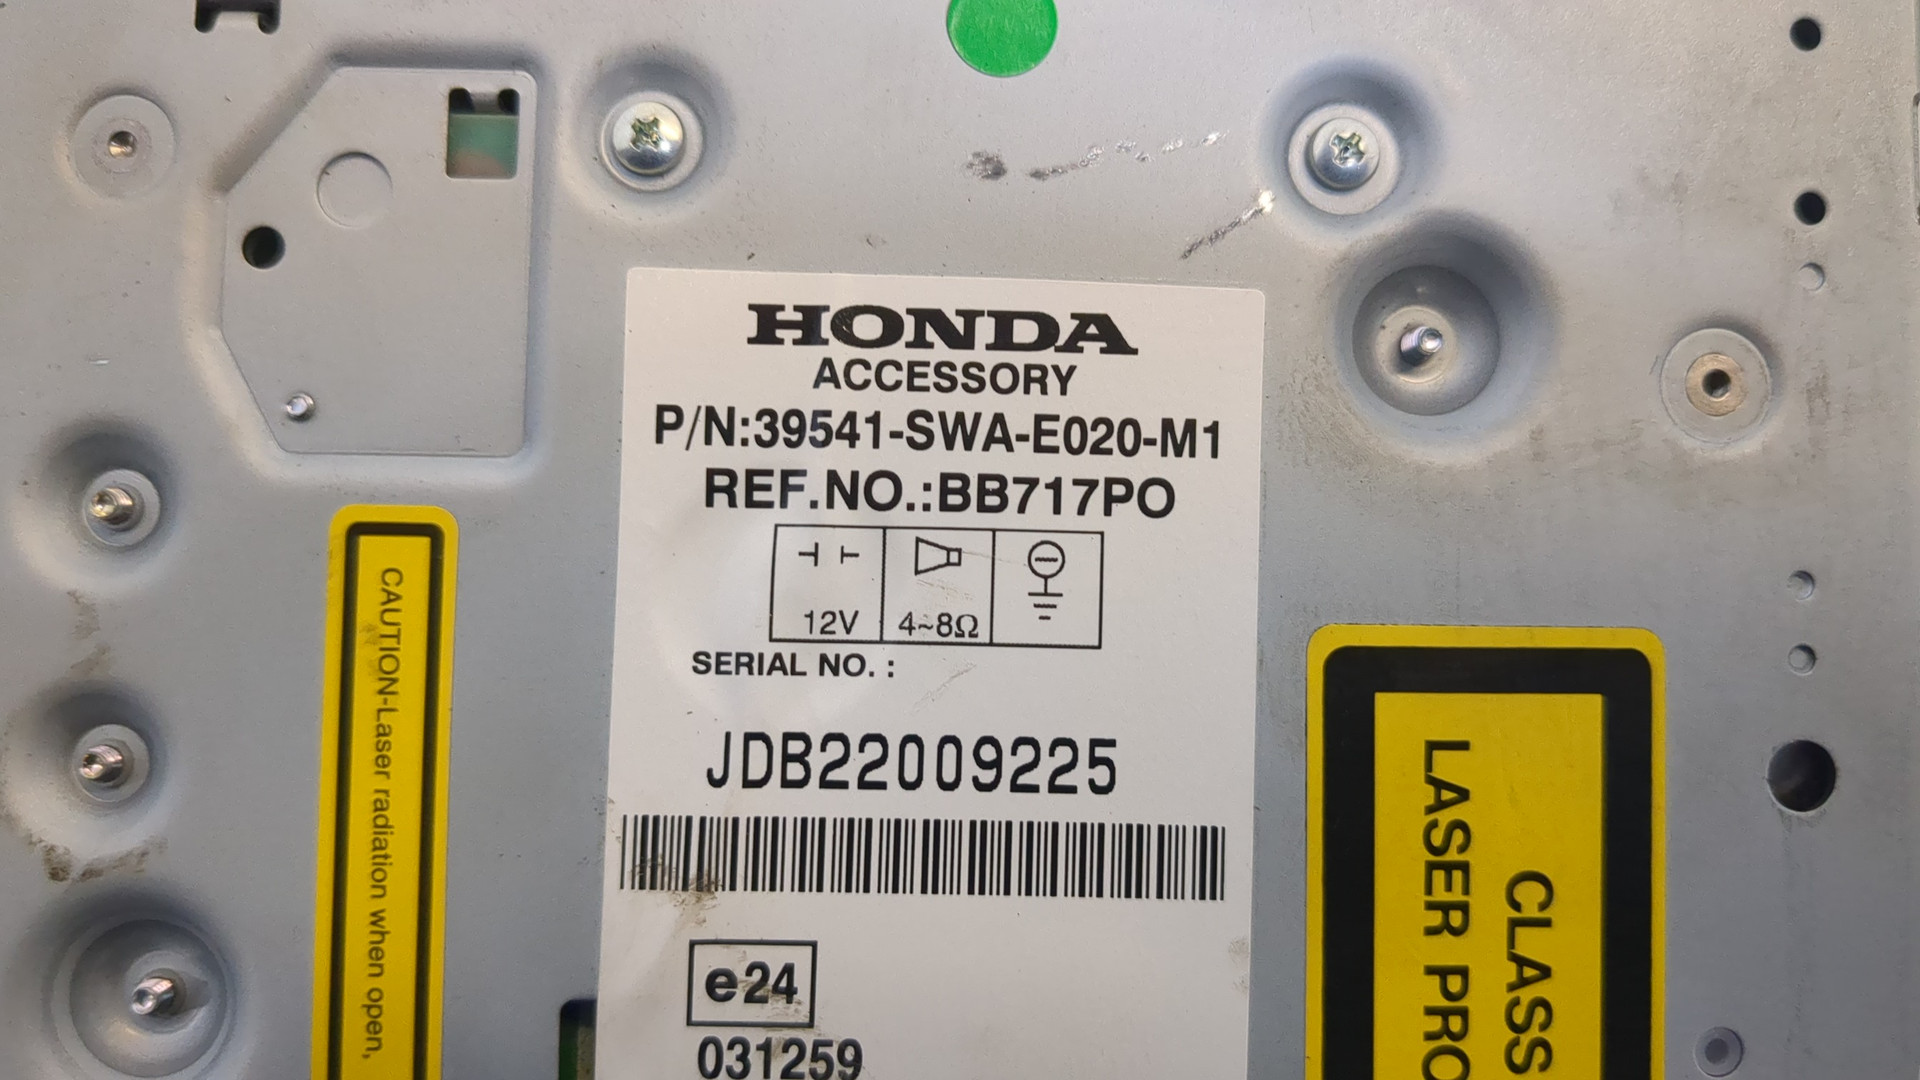 HONDA
ACCESSORY
P/N:39541-SWA-E020-M1
REF.NO.:BB717PO
12V 4~8Ω
SERIAL NO. :
JDB22009225
e24
031259
CAUTION-Laser radiation when open,
CLASS
LASER PRO